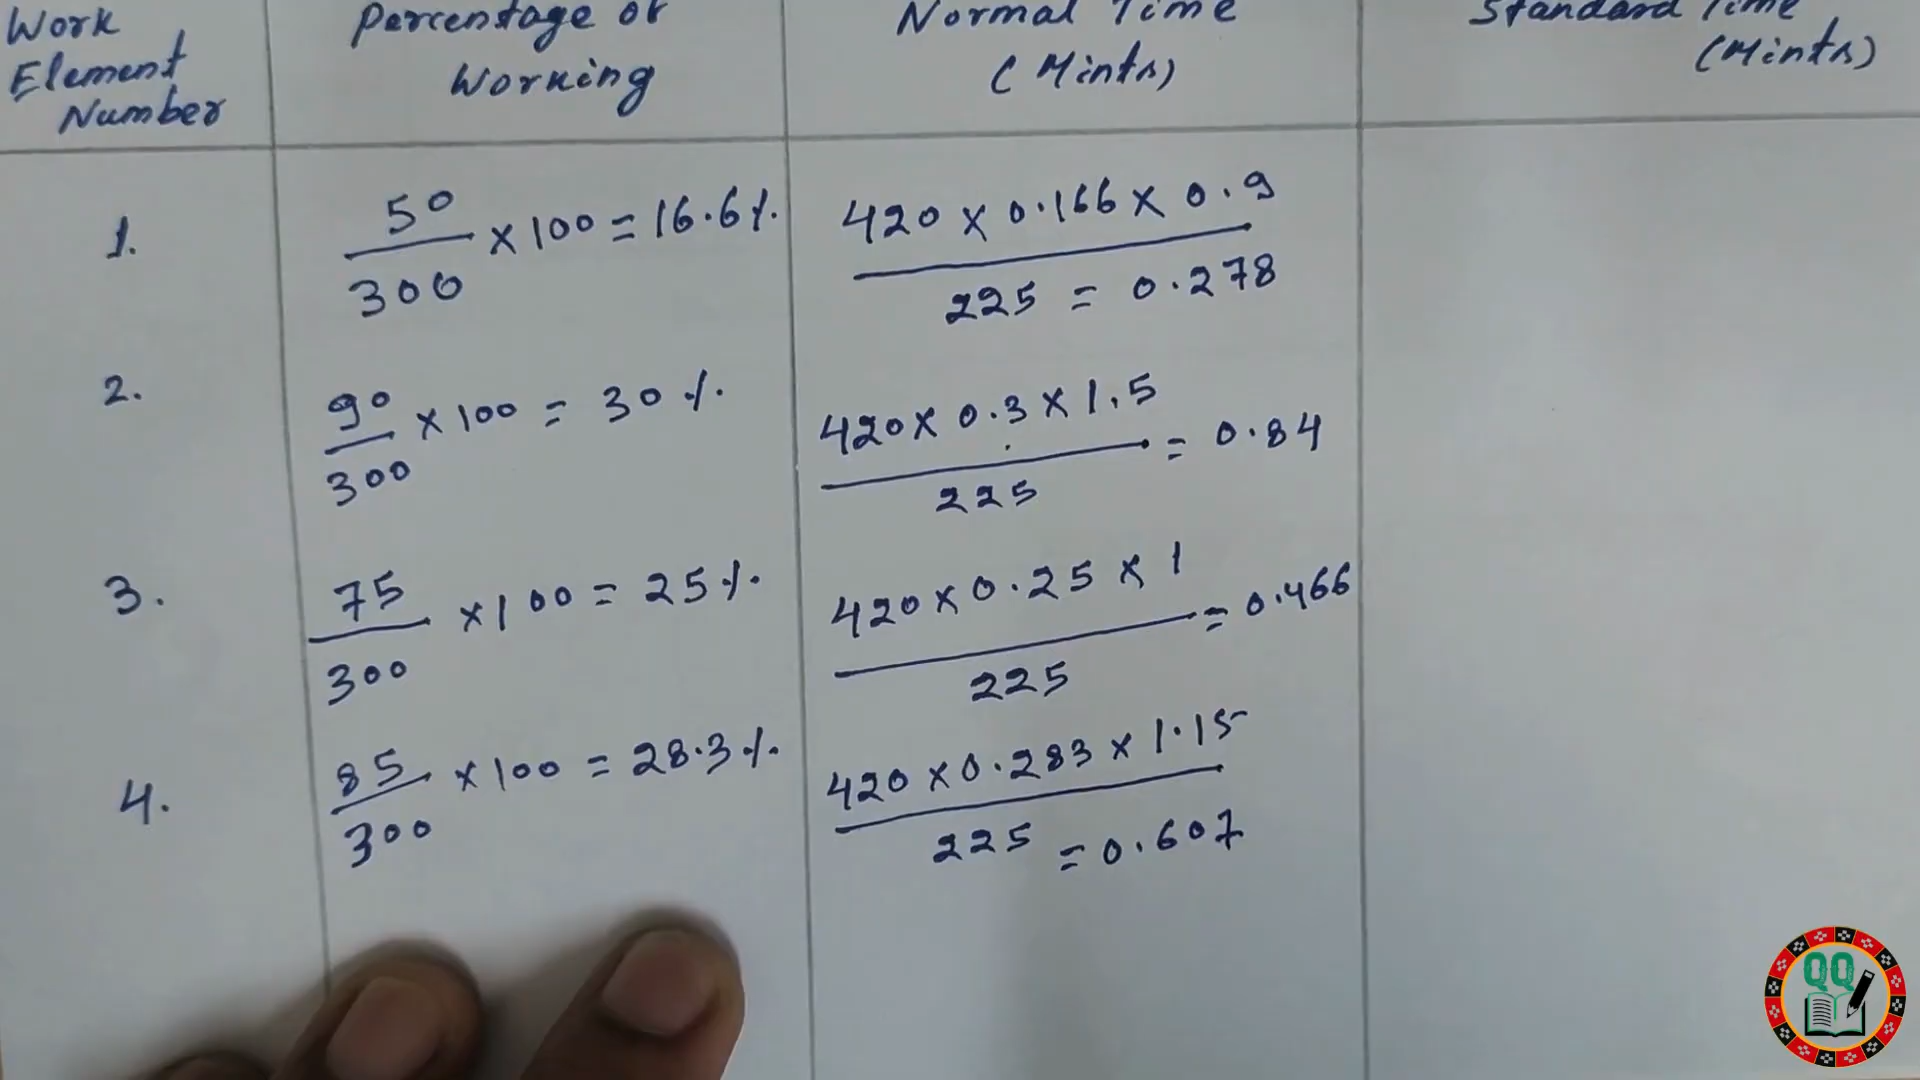 Work Element Number
Percentage of Working
Normal Time (Mints)
Standard Time (Mints)
1.
50/300 × 100 = 16.6%
420 × 0.166 × 0.9 / 225 = 0.278
2.
90/300 × 100 = 30%
420 × 0.3 × 1.5 / 225 = 0.84
3.
75/300 × 100 = 25%
420 × 0.25 × 1 / 225 = 0.466
4.
85/300 × 100 = 28.3%
420 × 0.283 × 1.15 / 225 = 0.607
QQ